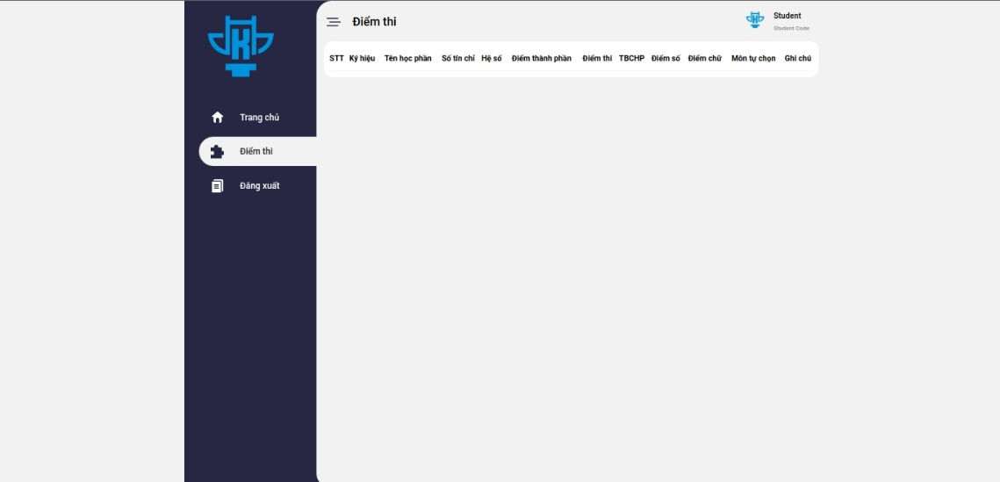 K
Trang chủ
Điểm thi
Đăng xuất
Điểm thi
Student
Student Code
STT Ký hiệu Tên học phần Số tín chỉ Hệ số Điểm thành phần Điểm thi TBCHP Điểm số Điểm chữ Môn tự chọn Ghi chú